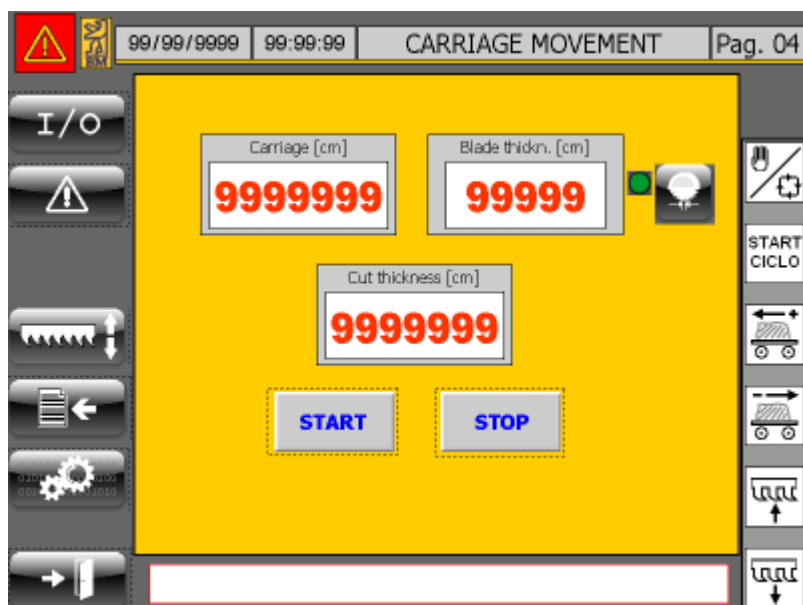 99/99/9999 99:99:99 CARRIAGE MOVEMENT Pag. 04
I/O
Carriage [cm] Blade thickn. [cm]
9999999 99999
START
CICLO
Cut thickness [cm]
9999999
START STOP